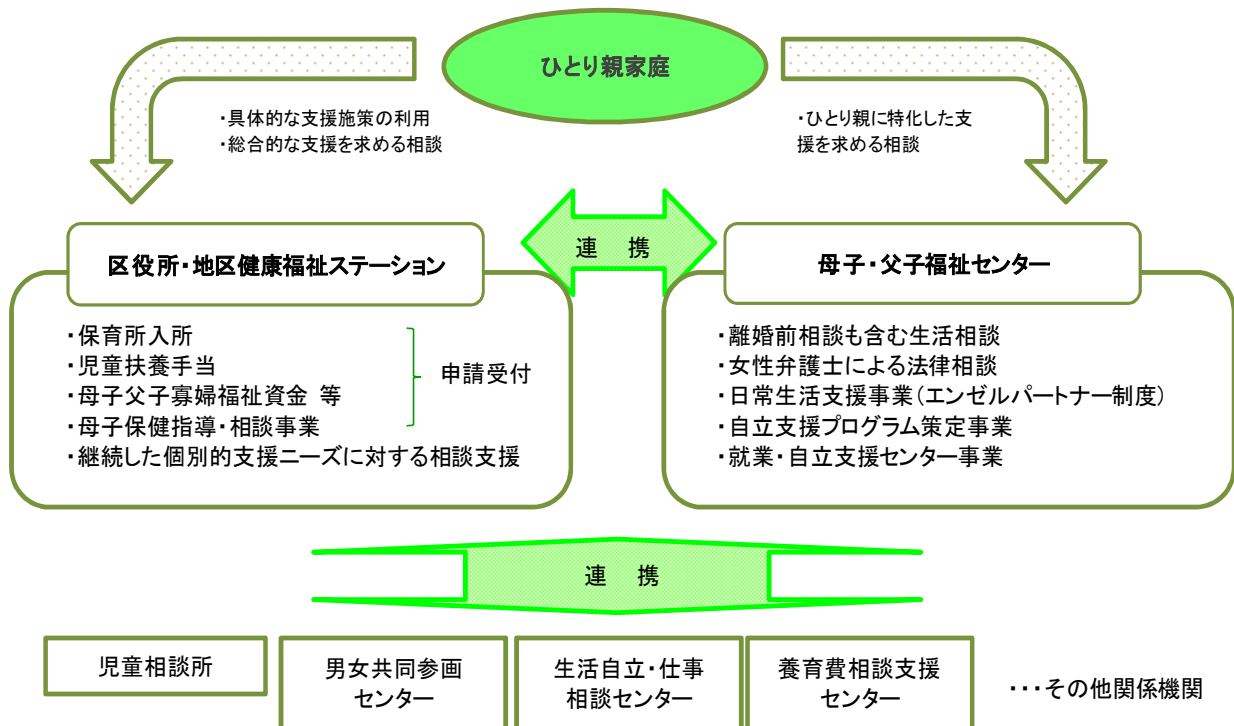 ひとり親家庭
・具体的な支援施策の利用
・総合的な支援を求める相談
・ひとり親に特化した支
援を求める相談
連　携
区役所・地区健康福祉ステーション
・保育所入所
・児童扶養手当
・母子父子寡婦福祉資金 等
・母子保健指導・相談事業
・継続した個別的支援ニーズに対する相談支援
申請受付
母子・父子福祉センター
・離婚前相談も含む生活相談
・女性弁護士による法律相談
・日常生活支援事業（エンゼルパートナー制度）
・自立支援プログラム策定事業
・就業・自立支援センター事業
連　携
児童相談所
男女共同参画
センター
生活自立・仕事
相談センター
養育費相談支援
センター
・・・その他関係機関